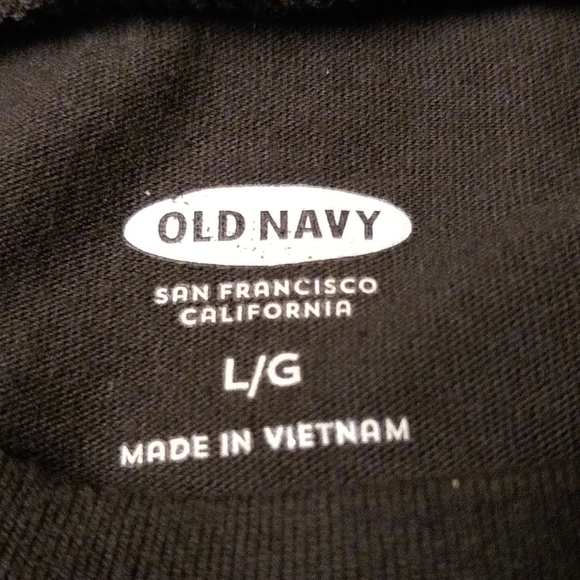 OLD NAVY
SAN FRANCISCO
CALIFORNIA
L/G
MADE IN VIETNAM